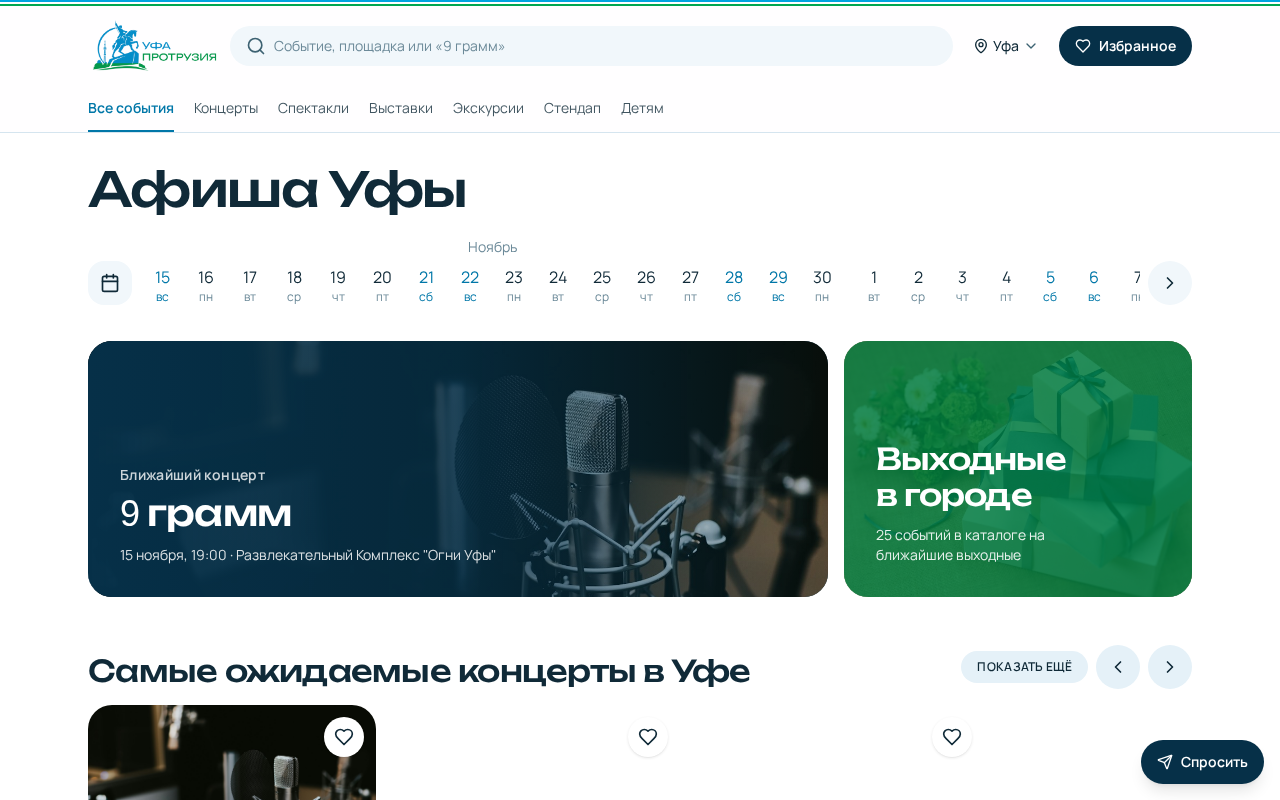 УФА
ПРОТРУЗИЯ
Событие, площадка или «9 грамм»
Уфа
Избранное
Все события
Концерты
Спектакли
Выставки
Экскурсии
Стендап
Детям
Афиша Уфы
Ноябрь
15 16 17 18 19 20 21 22 23 24 25 26 27 28 29 30 1 2 3 4 5 6 7
вс пн вт ср чт пт сб вс пн вт ср чт пт сб вс пн вт ср чт пт сб вс
Ближайший концерт
9 грамм
15 ноября, 19:00 · Развлекательный Комплекс "Огни Уфы"
Выходные
в городе
25 событий в каталоге на
ближайшие выходные
Самые ожидаемые концерты в Уфе
ПОКАЗАТЬ ЕЩЁ
Спросить